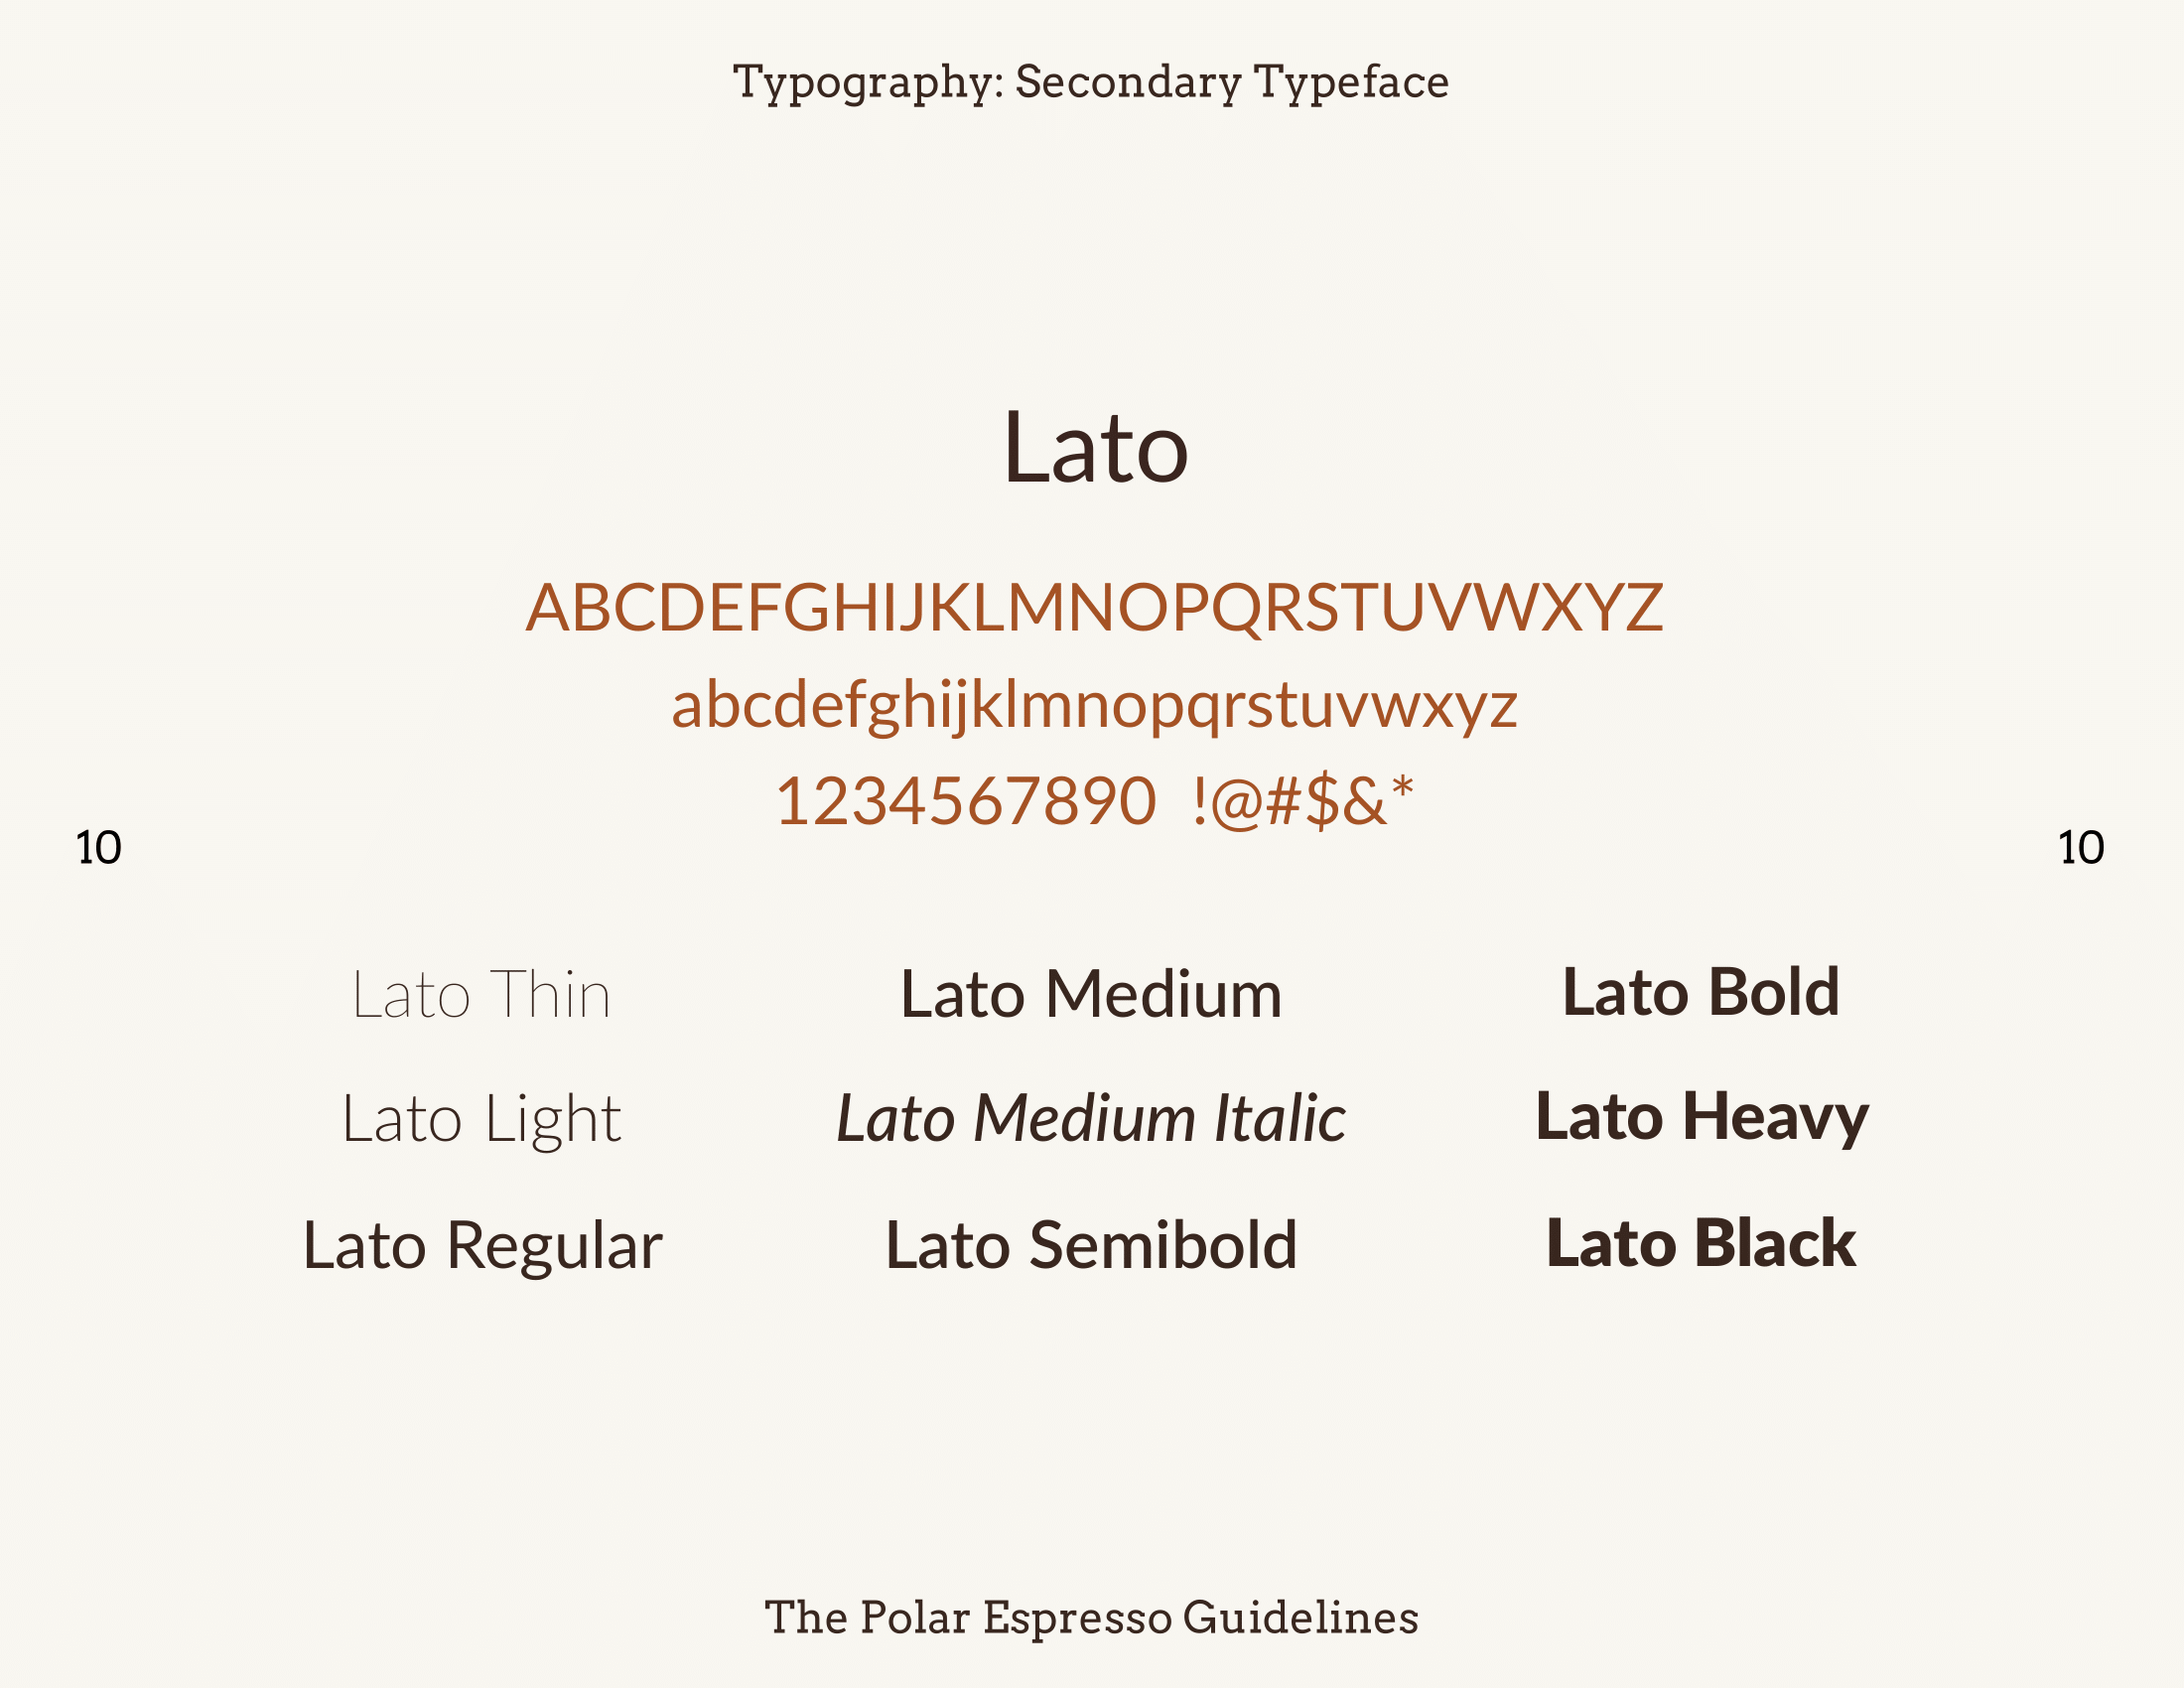 Typography: Secondary Typeface
Lato
ABCDEFGHIJKLMNOPQRSTUVWXYZ
abcdefghijklmnopqrstuvwxyz
1234567890 !@#$&*
10
10
Lato Thin
Lato Medium
Lato Bold
Lato Light
Lato Medium Italic
Lato Heavy
Lato Regular
Lato Semibold
Lato Black
The Polar Espresso Guidelines